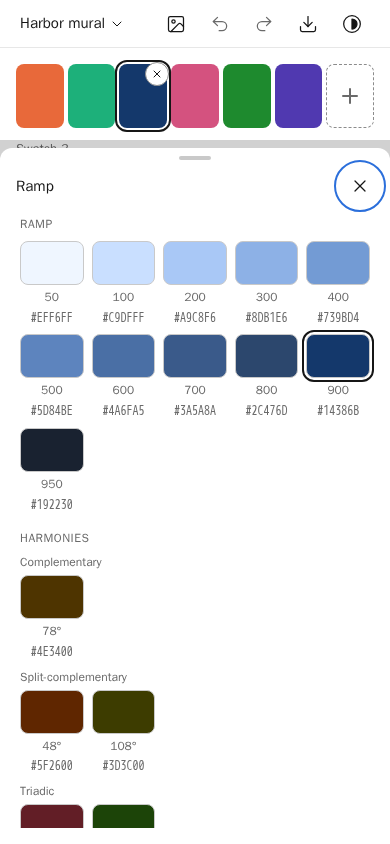 Harbor mural
Ramp
RAMP
50 100 200 300 400
#EFF6FF #C9DFFF #A9C8F6 #8DB1E6 #739BD4
500 600 700 800 900
#5D84BE #4A6FA5 #3A5A8A #2C476D #14386B
950
#192230
HARMONIES
Complementary
78°
#4E3400
Split-complementary
48° 108°
#5F2600 #3D3C00
Triadic